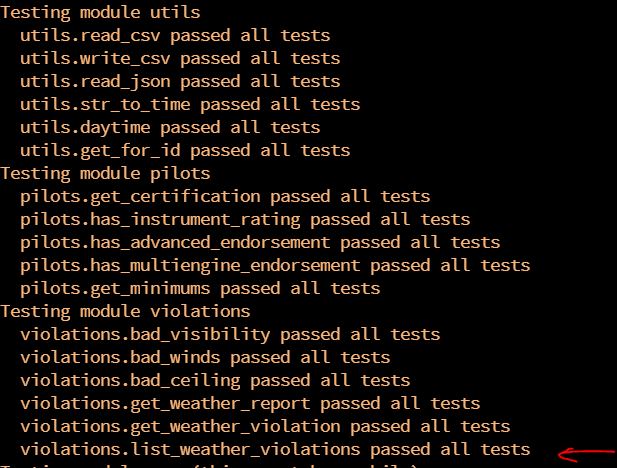 Testing module utils
  utils.read_csv passed all tests
  utils.write_csv passed all tests
  utils.read_json passed all tests
  utils.str_to_time passed all tests
  utils.daytime passed all tests
  utils.get_for_id passed all tests
Testing module pilots
  pilots.get_certification passed all tests
  pilots.has_instrument_rating passed all tests
  pilots.has_advanced_endorsement passed all tests
  pilots.has_multiengine_endorsement passed all tests
  pilots.get_minimums passed all tests
Testing module violations
  violations.bad_visibility passed all tests
  violations.bad_winds passed all tests
  violations.bad_ceiling passed all tests
  violations.get_weather_report passed all tests
  violations.get_weather_violation passed all tests
  violations.list_weather_violations passed all tests